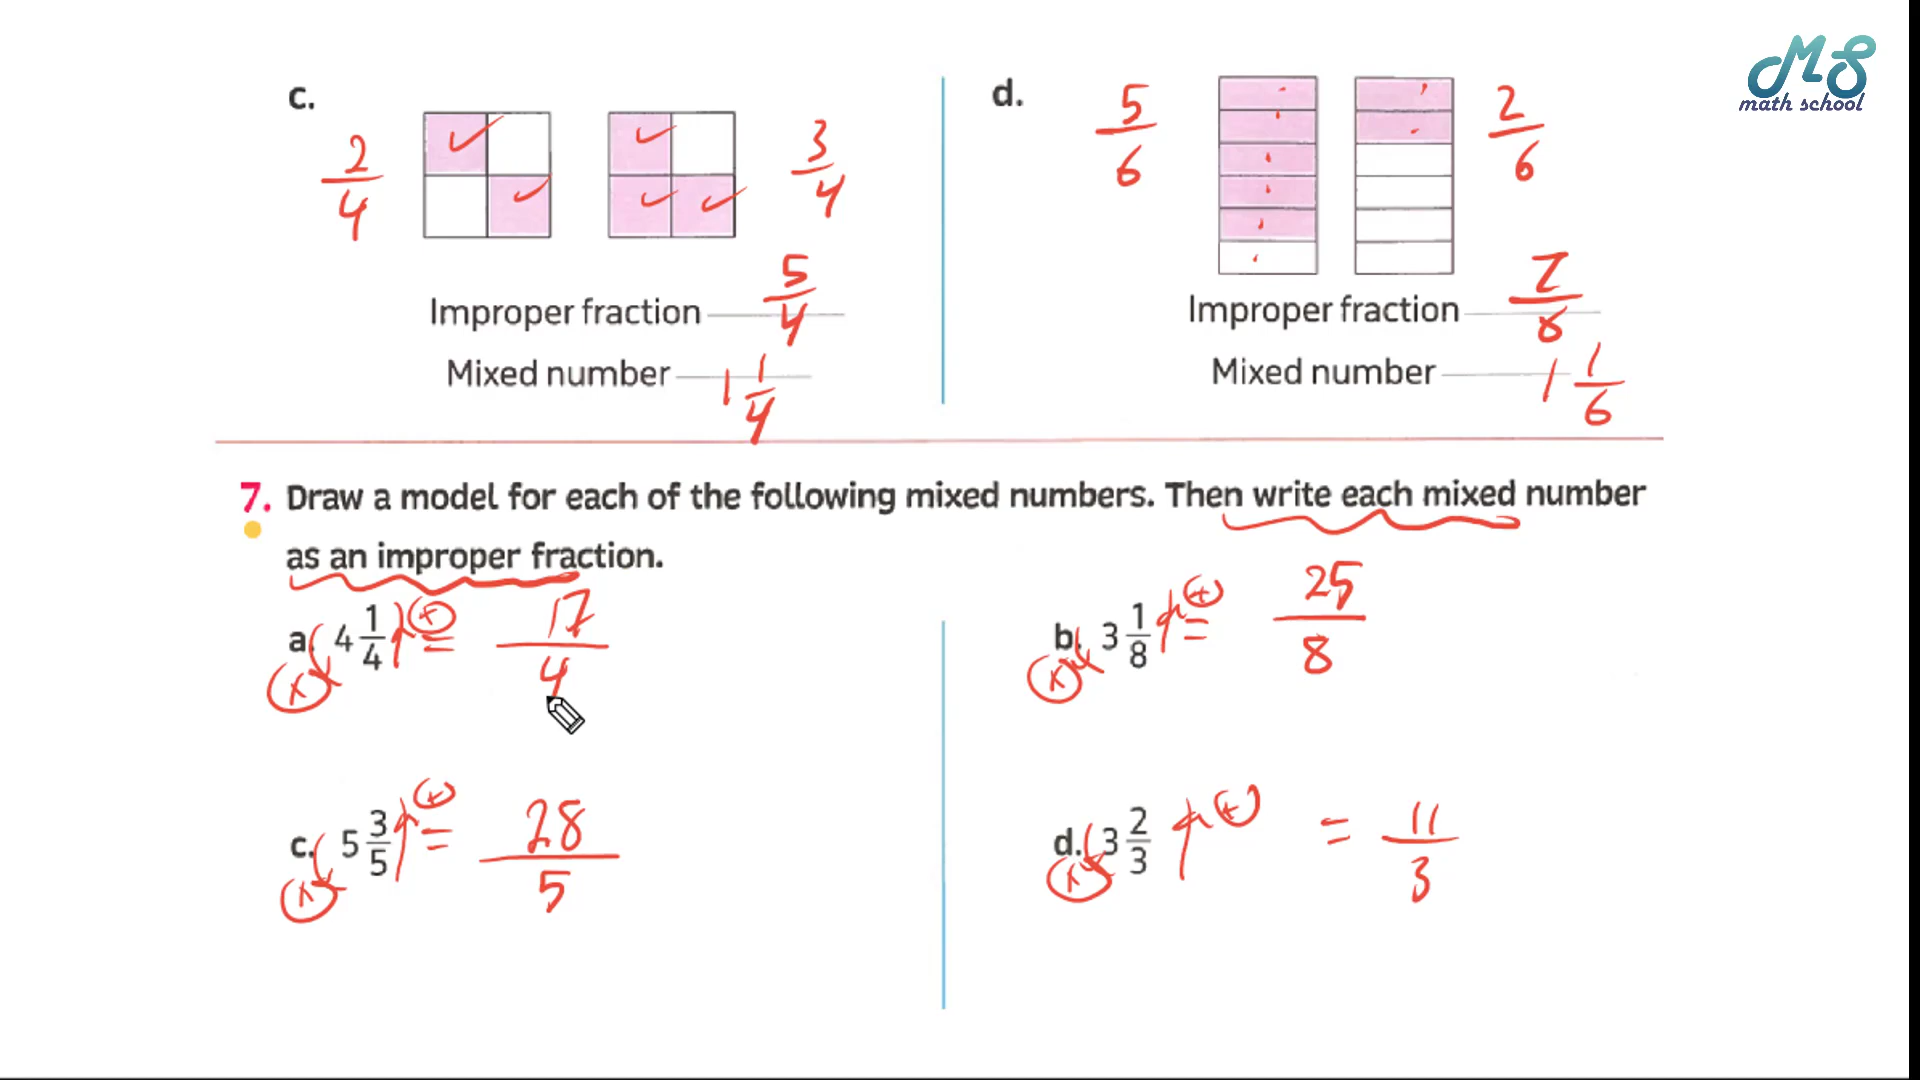 MS
math school
c.
2/4
3/4
Improper fraction 5/4
Mixed number 1 1/4
d.
5/6
2/6
Improper fraction 7/6
Mixed number 1 1/6
7. Draw a model for each of the following mixed numbers. Then write each mixed number
as an improper fraction.
a. 4 1/4 = 17/4
(×) (+)
b. 3 1/8 = 25/8
(×) (+)
c. 5 3/5 = 28/5
(×) (+)
d. 3 2/3 = 11/3
(×) (+)